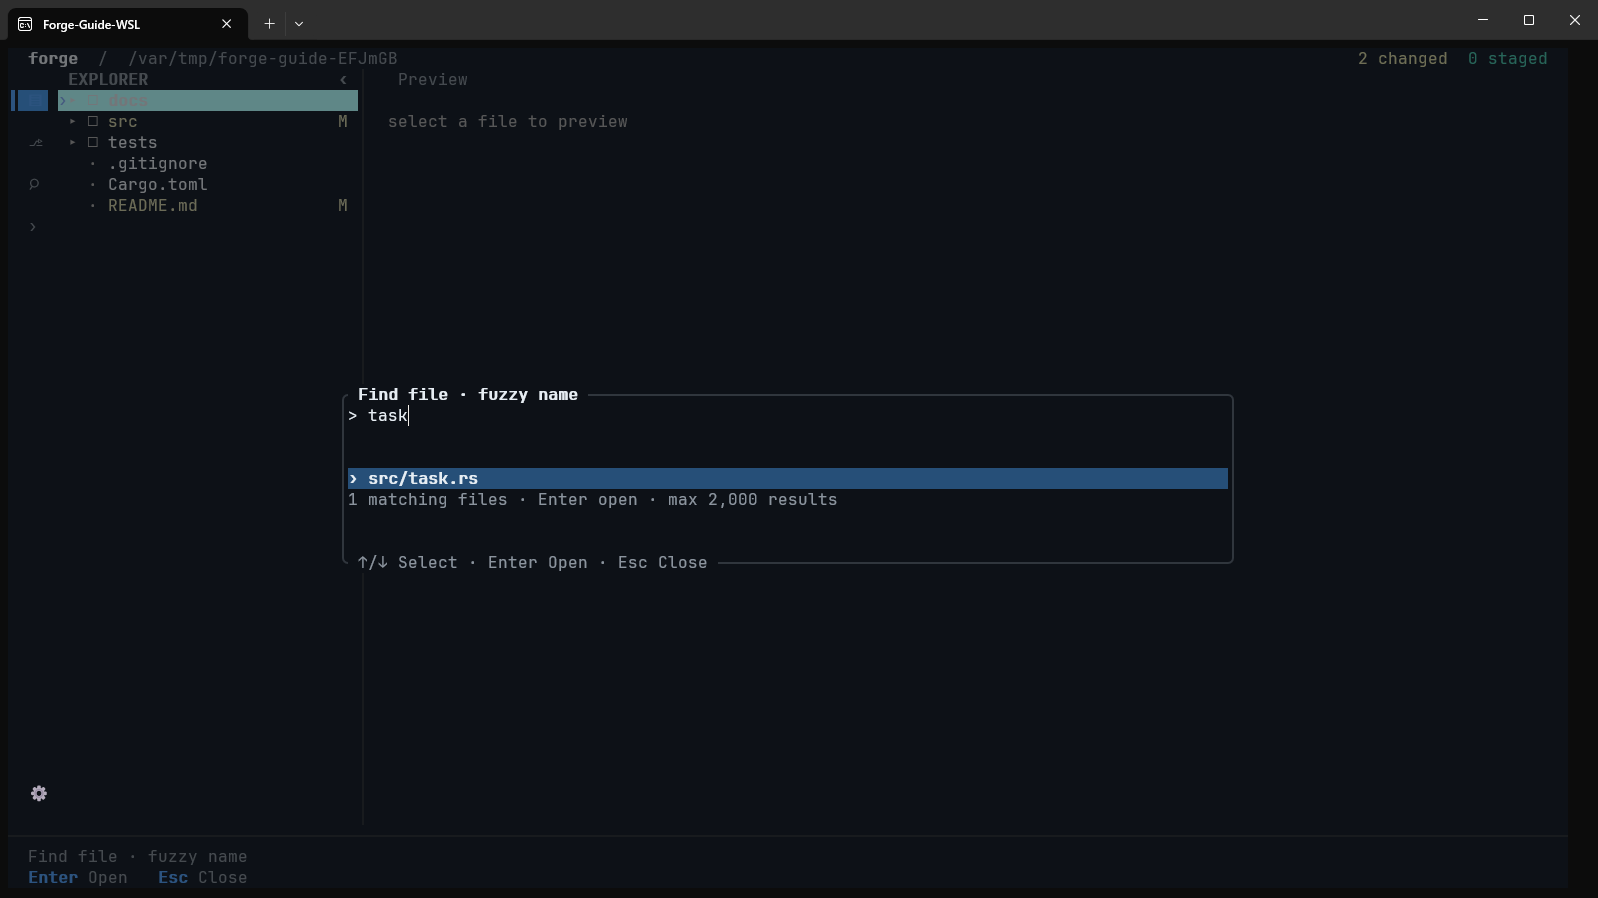 Forge-Guide-WSL
forge / /var/tmp/forge-guide-EFJmGB 2 changed 0 staged
EXPLORER ‹ Preview
› ▸ □ docs
▸ □ src M select a file to preview
▸ □ tests
· .gitignore
· Cargo.toml
· README.md M
›
Find file · fuzzy name
> task
› src/task.rs
1 matching files · Enter open · max 2,000 results
↑/↓ Select · Enter Open · Esc Close
Find file · fuzzy name
Enter Open Esc Close